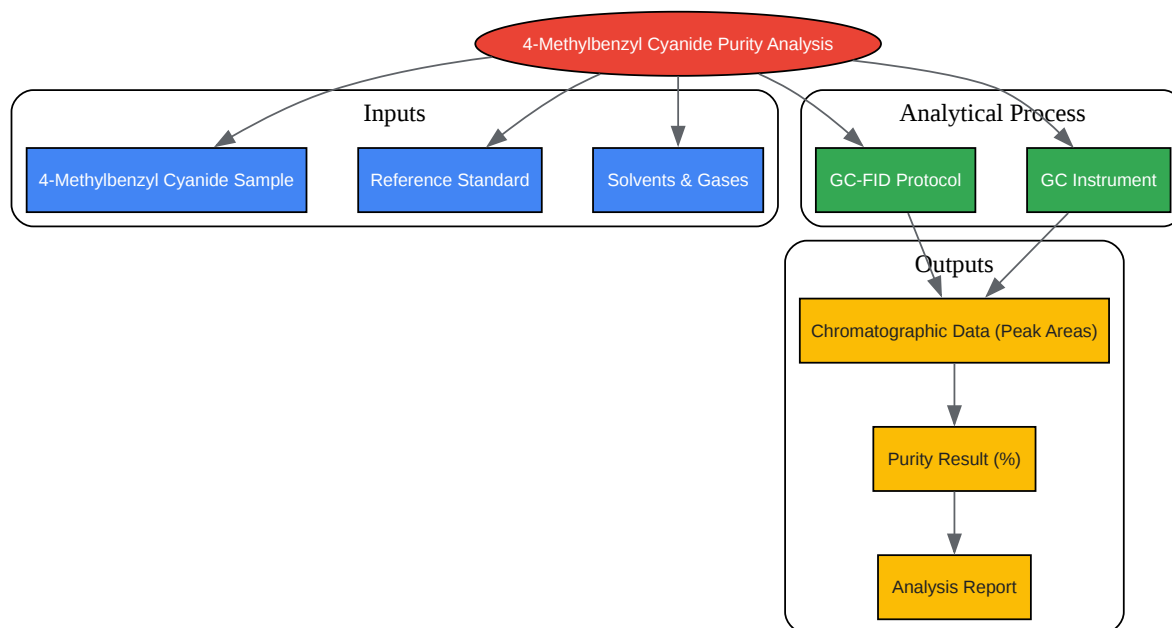 4-Methylbenzyl Cyanide Purity Analysis
Inputs
Analytical Process
4-Methylbenzyl Cyanide Sample
Reference Standard
Solvents & Gases
GC-FID Protocol
GC Instrument
Outputs
Chromatographic Data (Peak Areas)
Purity Result (%)
Analysis Report